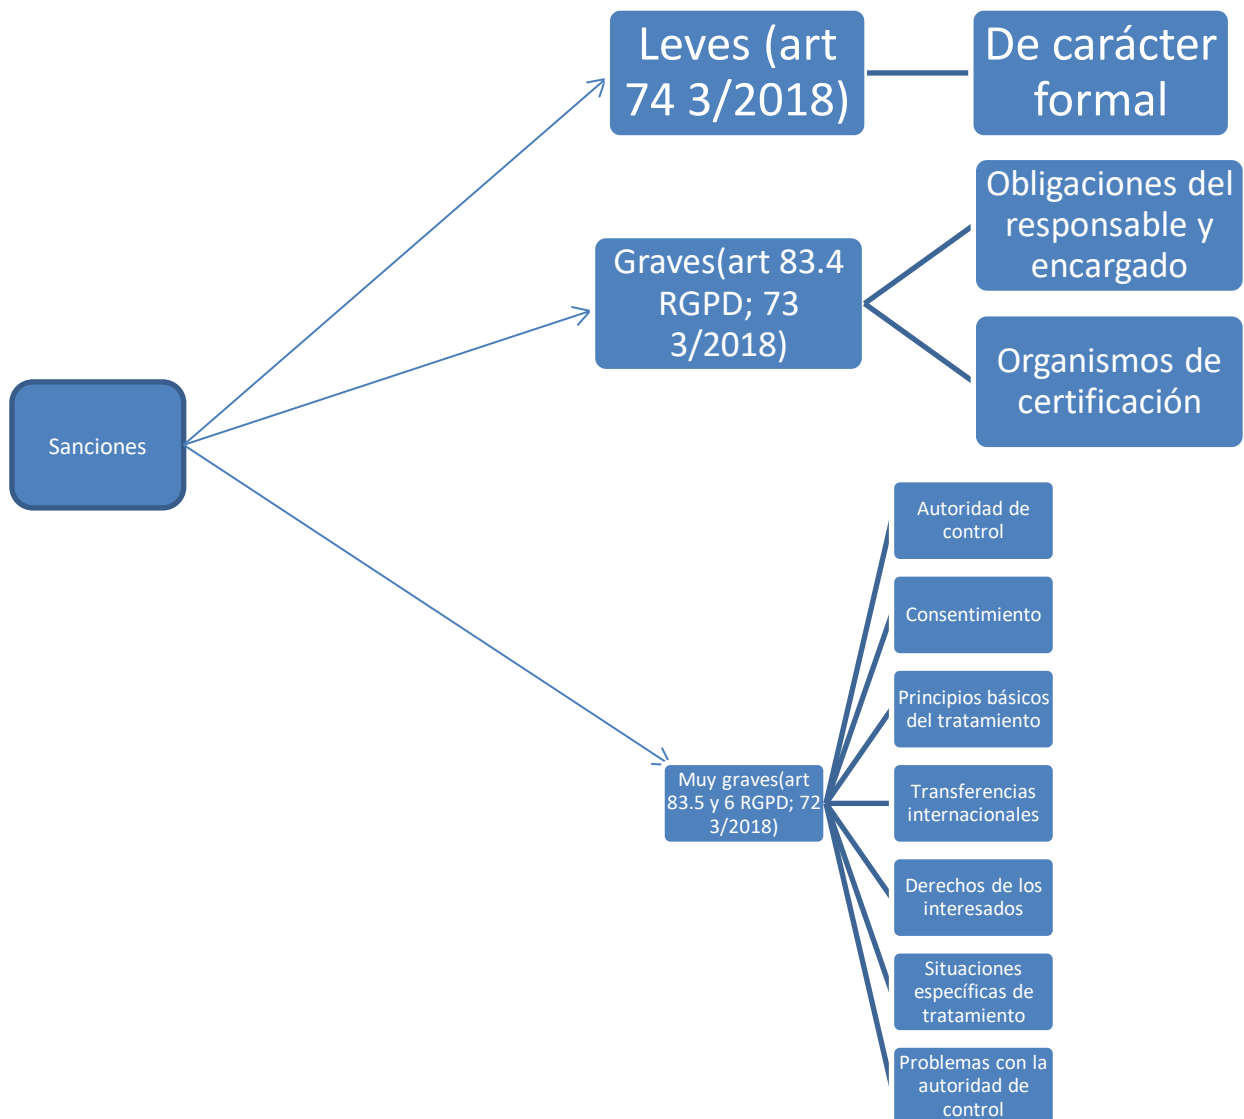 Leves (art
74 3/2018)
De carácter
formal
Obligaciones del
responsable y
encargado
Graves(art 83.4
RGPD; 73
3/2018)
Organismos de
certificación
Sanciones
Autoridad de
control
Consentimiento
Principios básicos
del tratamiento
Muy graves(art
83.5 y 6 RGPD; 72
3/2018)
Transferencias
internacionales
Derechos de los
interesados
Situaciones
específicas de
tratamiento
Problemas con la
autoridad de
control